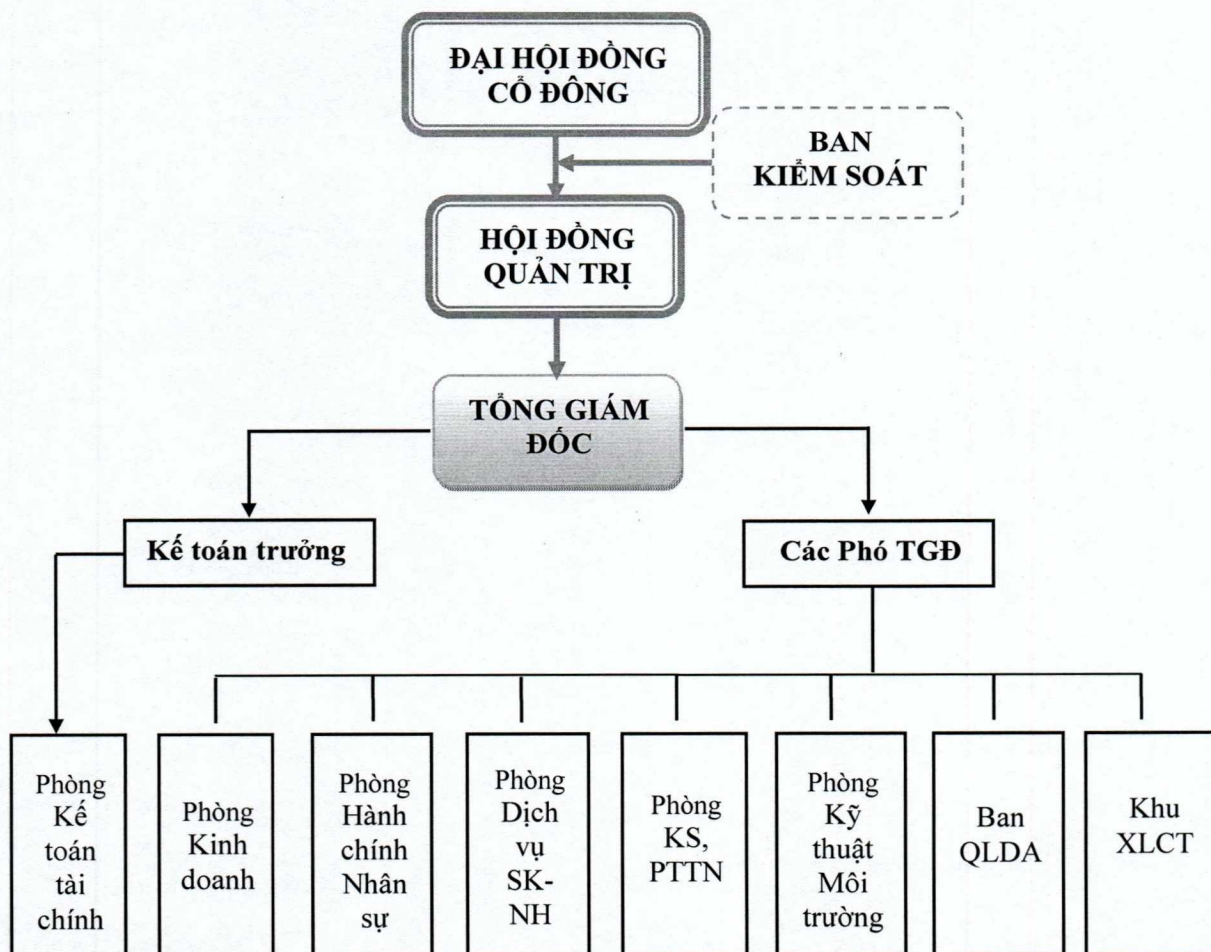 ĐẠI HỘI ĐỒNG
CỔ ĐÔNG
BAN
KIỂM SOÁT
HỘI ĐỒNG
QUẢN TRỊ
TỔNG GIÁM
ĐỐC
Kế toán trưởng
Các Phó TGĐ
Phòng
Kế
toán
tài
chính
Phòng
Kinh
doanh
Phòng
Hành
chính
Nhân
sự
Phòng
Dịch
vụ
SK-
NH
Phòng
KS,
PTTN
Phòng
Kỹ
thuật
Môi
trường
Ban
QLDA
Khu
XLCT